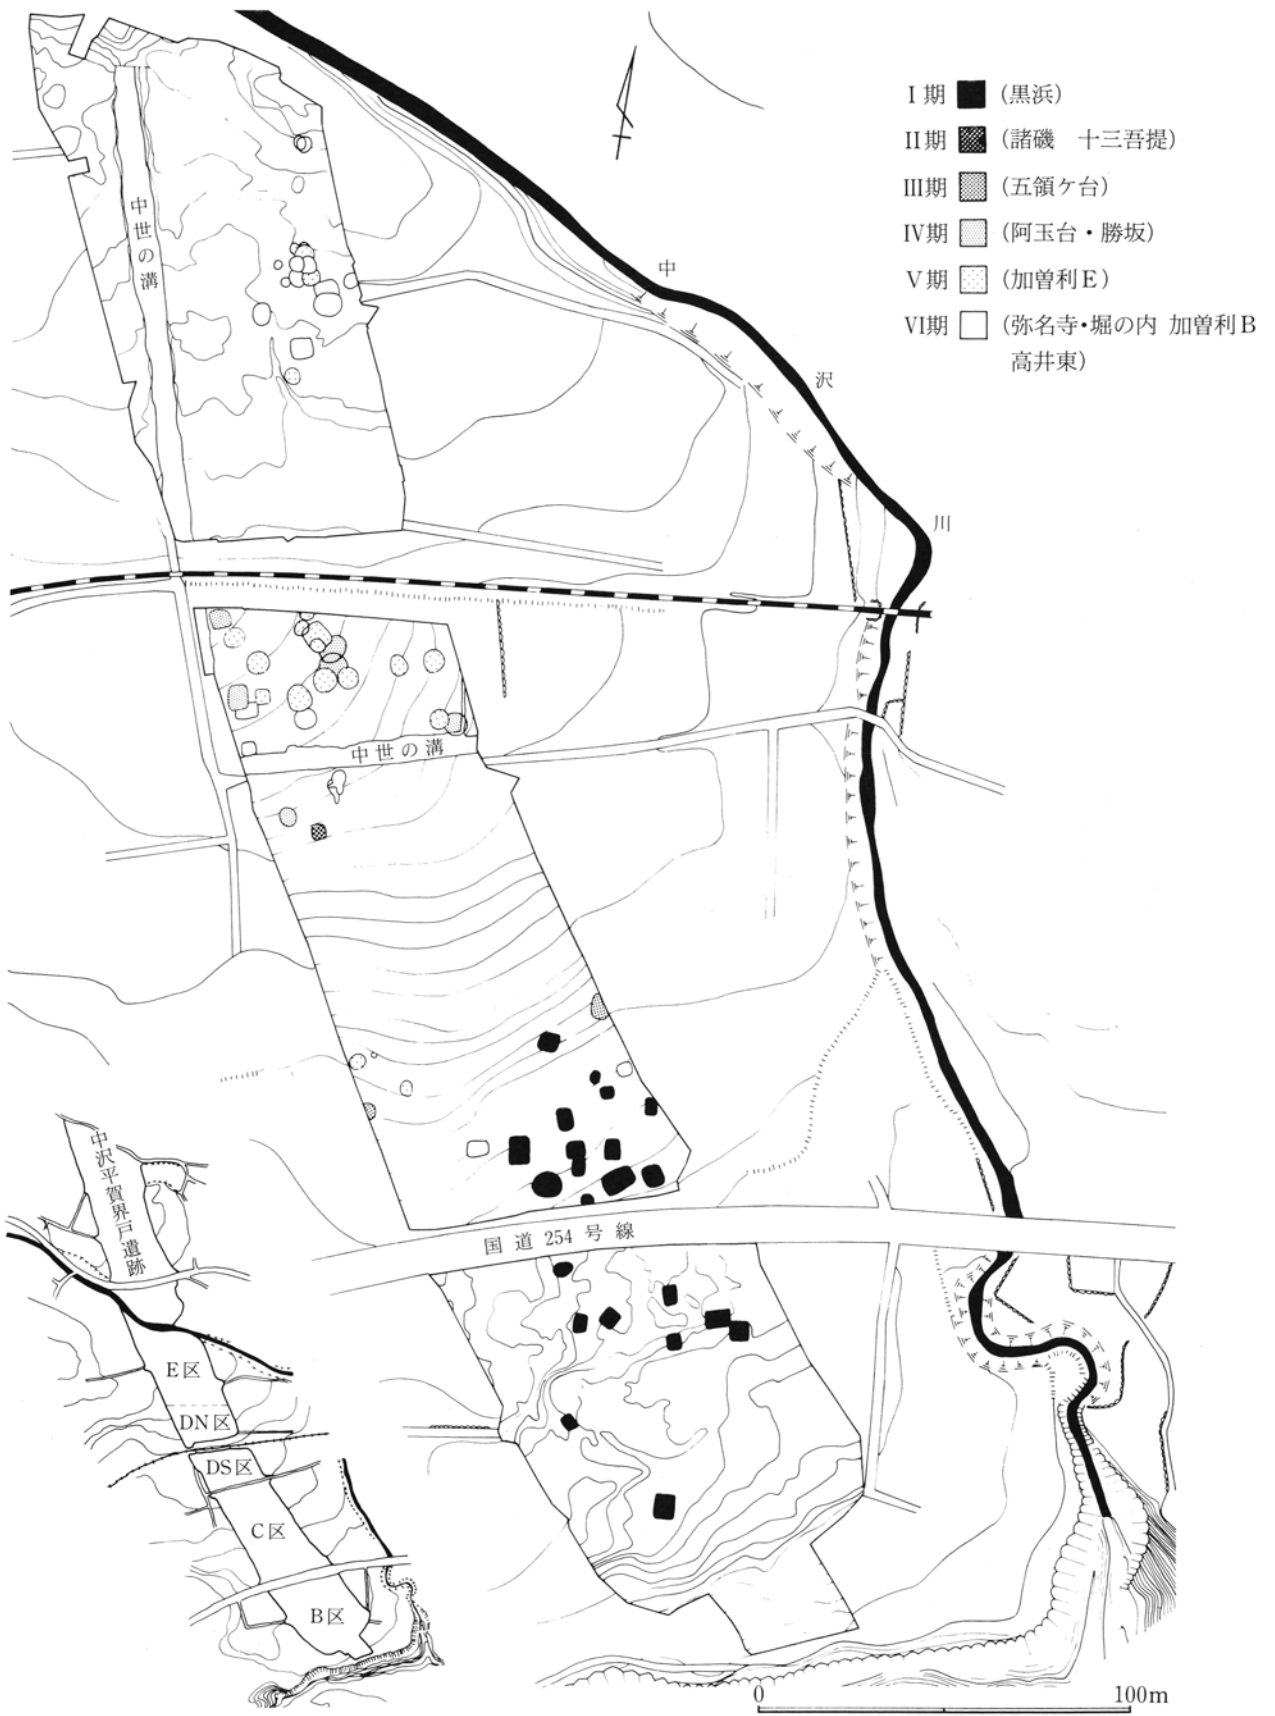 I期 (黒浜)
II期 (諸磯 十三吾提)
III期 (五領ケ台)
IV期 (阿玉台・勝坂)
V期 (加曽利E)
VI期 (弥名寺・堀の内 加曽利B
高井東)
中世の溝
中沢川
中世の溝
国道254号線
中沢平賀界戸遺跡
E区
DN区
DS区
C区
B区
0 100m